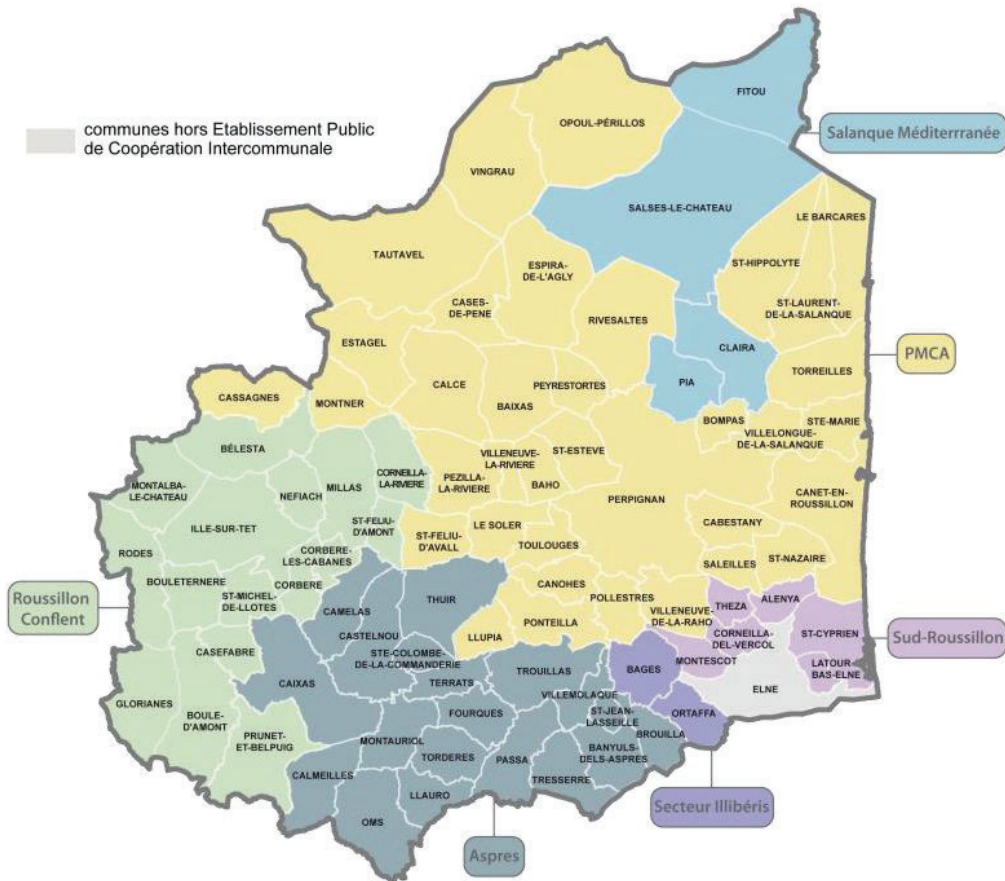 FITOU
communes hors Etablissement Public
de Coopération Intercommunale
OPOUL-PÉRILLOS
Salanque Méditerrranée
VINGRAU
SALSES-LE-CHATEAU
LE BARCARES
TAUTAVEL
ESPIRA-
DE-L'AGLY
ST-HIPPOLYTE
CASES-
DE-PENE
RIVESALTES
ST-LAURENT-
DE-LA-SALANQUE
ESTAGEL
CLAIRA
PMCA
CALCE
PEYRESTORTES
PIA
TORREILLES
CASSAGNES
MONTNER
BAIXAS
BOMPAS
STE-MARIE
VILLELONGUE-
DE-LA-SALANQUE
BÉLESTA
ST-ESTEVE
VILLENEUVE-
LA-RIVIERE
CORNEILLA-
LA-RIVIERE
PEZILLA-
LA-RIVIERE
BAHO
MONTALBA-
LE-CHATEAU
MILLAS
NEFIACH
PERPIGNAN
CANET-EN-
ROUSSILLON
ILLE-SUR-TET
ST-FELIU-
D'AMONT
LE SOLER
CABESTANY
ST-FELIU-
D'AVALL
TOULOUGES
RODES
CORBERE-
LES-CABANES
ST-NAZAIRE
SALEILLES
BOULETERNERE
CORBERE
CANOHES
Roussillon
Conflent
ST-MICHEL-
DE-LLOTES
THUIR
POLLESTRES
THEZA
ALENYA
CAMELAS
VILLENEUVE-
DE-LA-RAHO
LLUPIA
PONTEILLA
CASTELNOU
CORNEILLA-
DEL-VERCOL
ST-CYPRIEN
Sud-Roussillon
CASEFABRE
STE-COLOMBE-
DE-LA-COMMANDERIE
TROUILLAS
BAGES
MONTESCOT
LATOUR-
BAS-ELNE
CAIXAS
TERRATS
VILLEMOLAQUE
ELNE
GLORIANES
BOULE-
D'AMONT
FOURQUES
ST-JEAN-
LASSEILLE
ORTAFFA
PRUNET-
ET-BELPUIG
MONTAURIOL
BROUILLA
TORDERES
PASSA
BANYULS-
DELS-ASPRES
CALMEILLES
TRESSERRE
LLAURO
OMS
Secteur Illibéris
Aspres